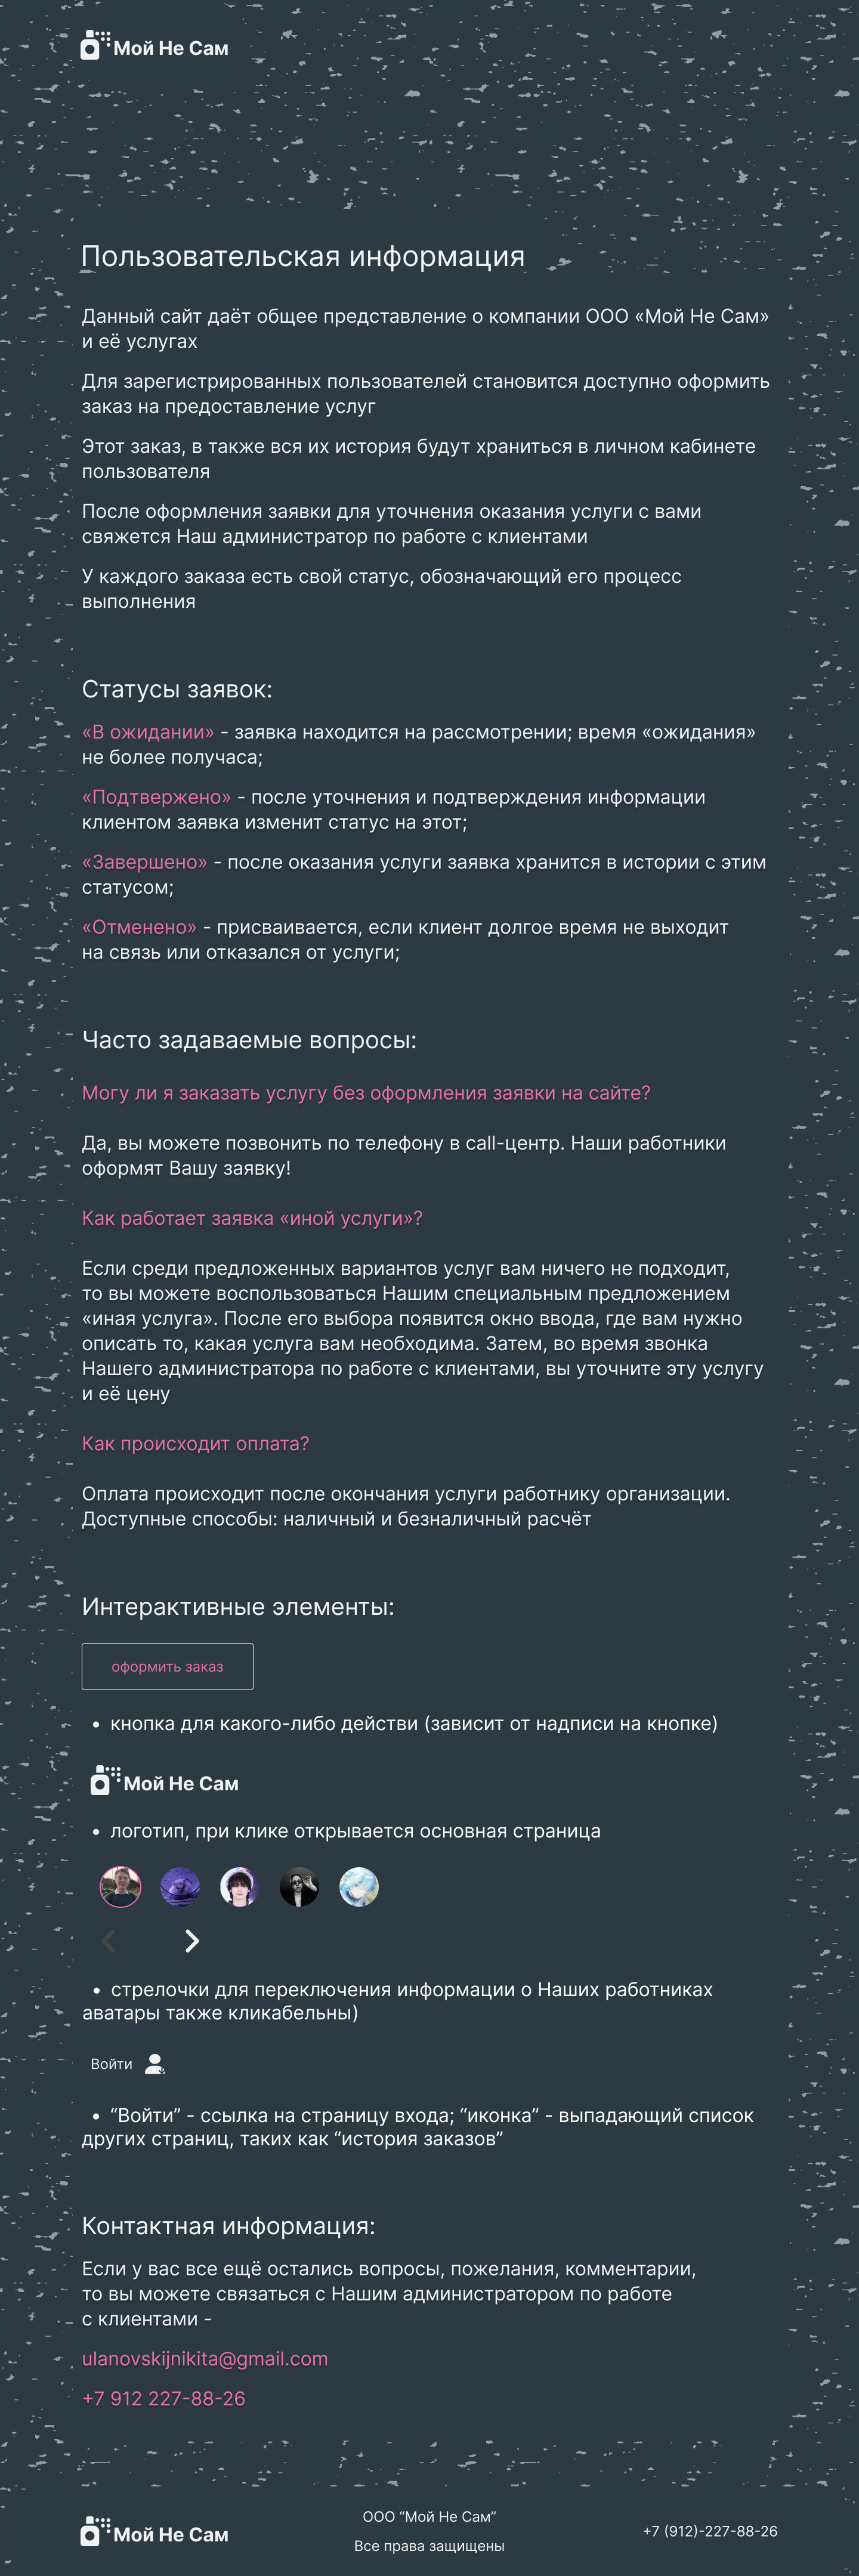 Мой Не Сам
Пользовательская информация
Данный сайт даёт общее представление о компании ООО «Мой Не Сам»
и её услугах
Для зарегистрированных пользователей становится доступно оформить
заказ на предоставление услуг
Этот заказ, в также вся их история будут храниться в личном кабинете
пользователя
После оформления заявки для уточнения оказания услуги с вами
свяжется Наш администратор по работе с клиентами
У каждого заказа есть свой статус, обозначающий его процесс
выполнения
Статусы заявок:
«В ожидании» - заявка находится на рассмотрении; время «ожидания»
не более получаса;
«Подтвержено» - после уточнения и подтверждения информации
клиентом заявка изменит статус на этот;
«Завершено» - после оказания услуги заявка хранится в истории с этим
статусом;
«Отменено» - присваивается, если клиент долгое время не выходит
на связь или отказался от услуги;
Часто задаваемые вопросы:
Могу ли я заказать услугу без оформления заявки на сайте?
Да, вы можете позвонить по телефону в call-центр. Наши работники
оформят Вашу заявку!
Как работает заявка «иной услуги»?
Если среди предложенных вариантов услуг вам ничего не подходит,
то вы можете воспользоваться Нашим специальным предложением
«иная услуга». После его выбора появится окно ввода, где вам нужно
описать то, какая услуга вам необходима. Затем, во время звонка
Нашего администратора по работе с клиентами, вы уточните эту услугу
и её цену
Как происходит оплата?
Оплата происходит после окончания услуги работнику организации.
Доступные способы: наличный и безналичный расчёт
Интерактивные элементы:
оформить заказ
• кнопка для какого-либо действи (зависит от надписи на кнопке)
Мой Не Сам
• логотип, при клике открывается основная страница
• стрелочки для переключения информации о Наших работниках
аватары также кликабельны)
Войти
• “Войти” - ссылка на страницу входа; “иконка” - выпадающий список
других страниц, таких как “история заказов”
Контактная информация:
Если у вас все ещё остались вопросы, пожелания, комментарии,
то вы можете связаться с Нашим администратором по работе
с клиентами -
ulanovskijnikita@gmail.com
+7 912 227-88-26
Мой Не Сам
ООО “Мой Не Сам”
Все права защищены
+7 (912)-227-88-26